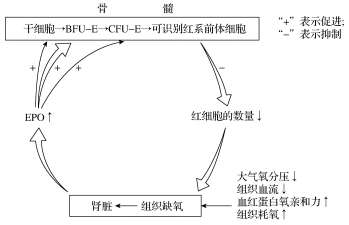 骨 髓
干细胞→BFU-E→CFU-E→可识别红系前体细胞
“+”表示促进;
“-”表示抑制
+ + + -
EPO↑ 红细胞的数量↓
大气氧分压↓
组织血流↓
肾脏 ← 组织缺氧 血红蛋白氧亲和力↑
组织耗氧↑